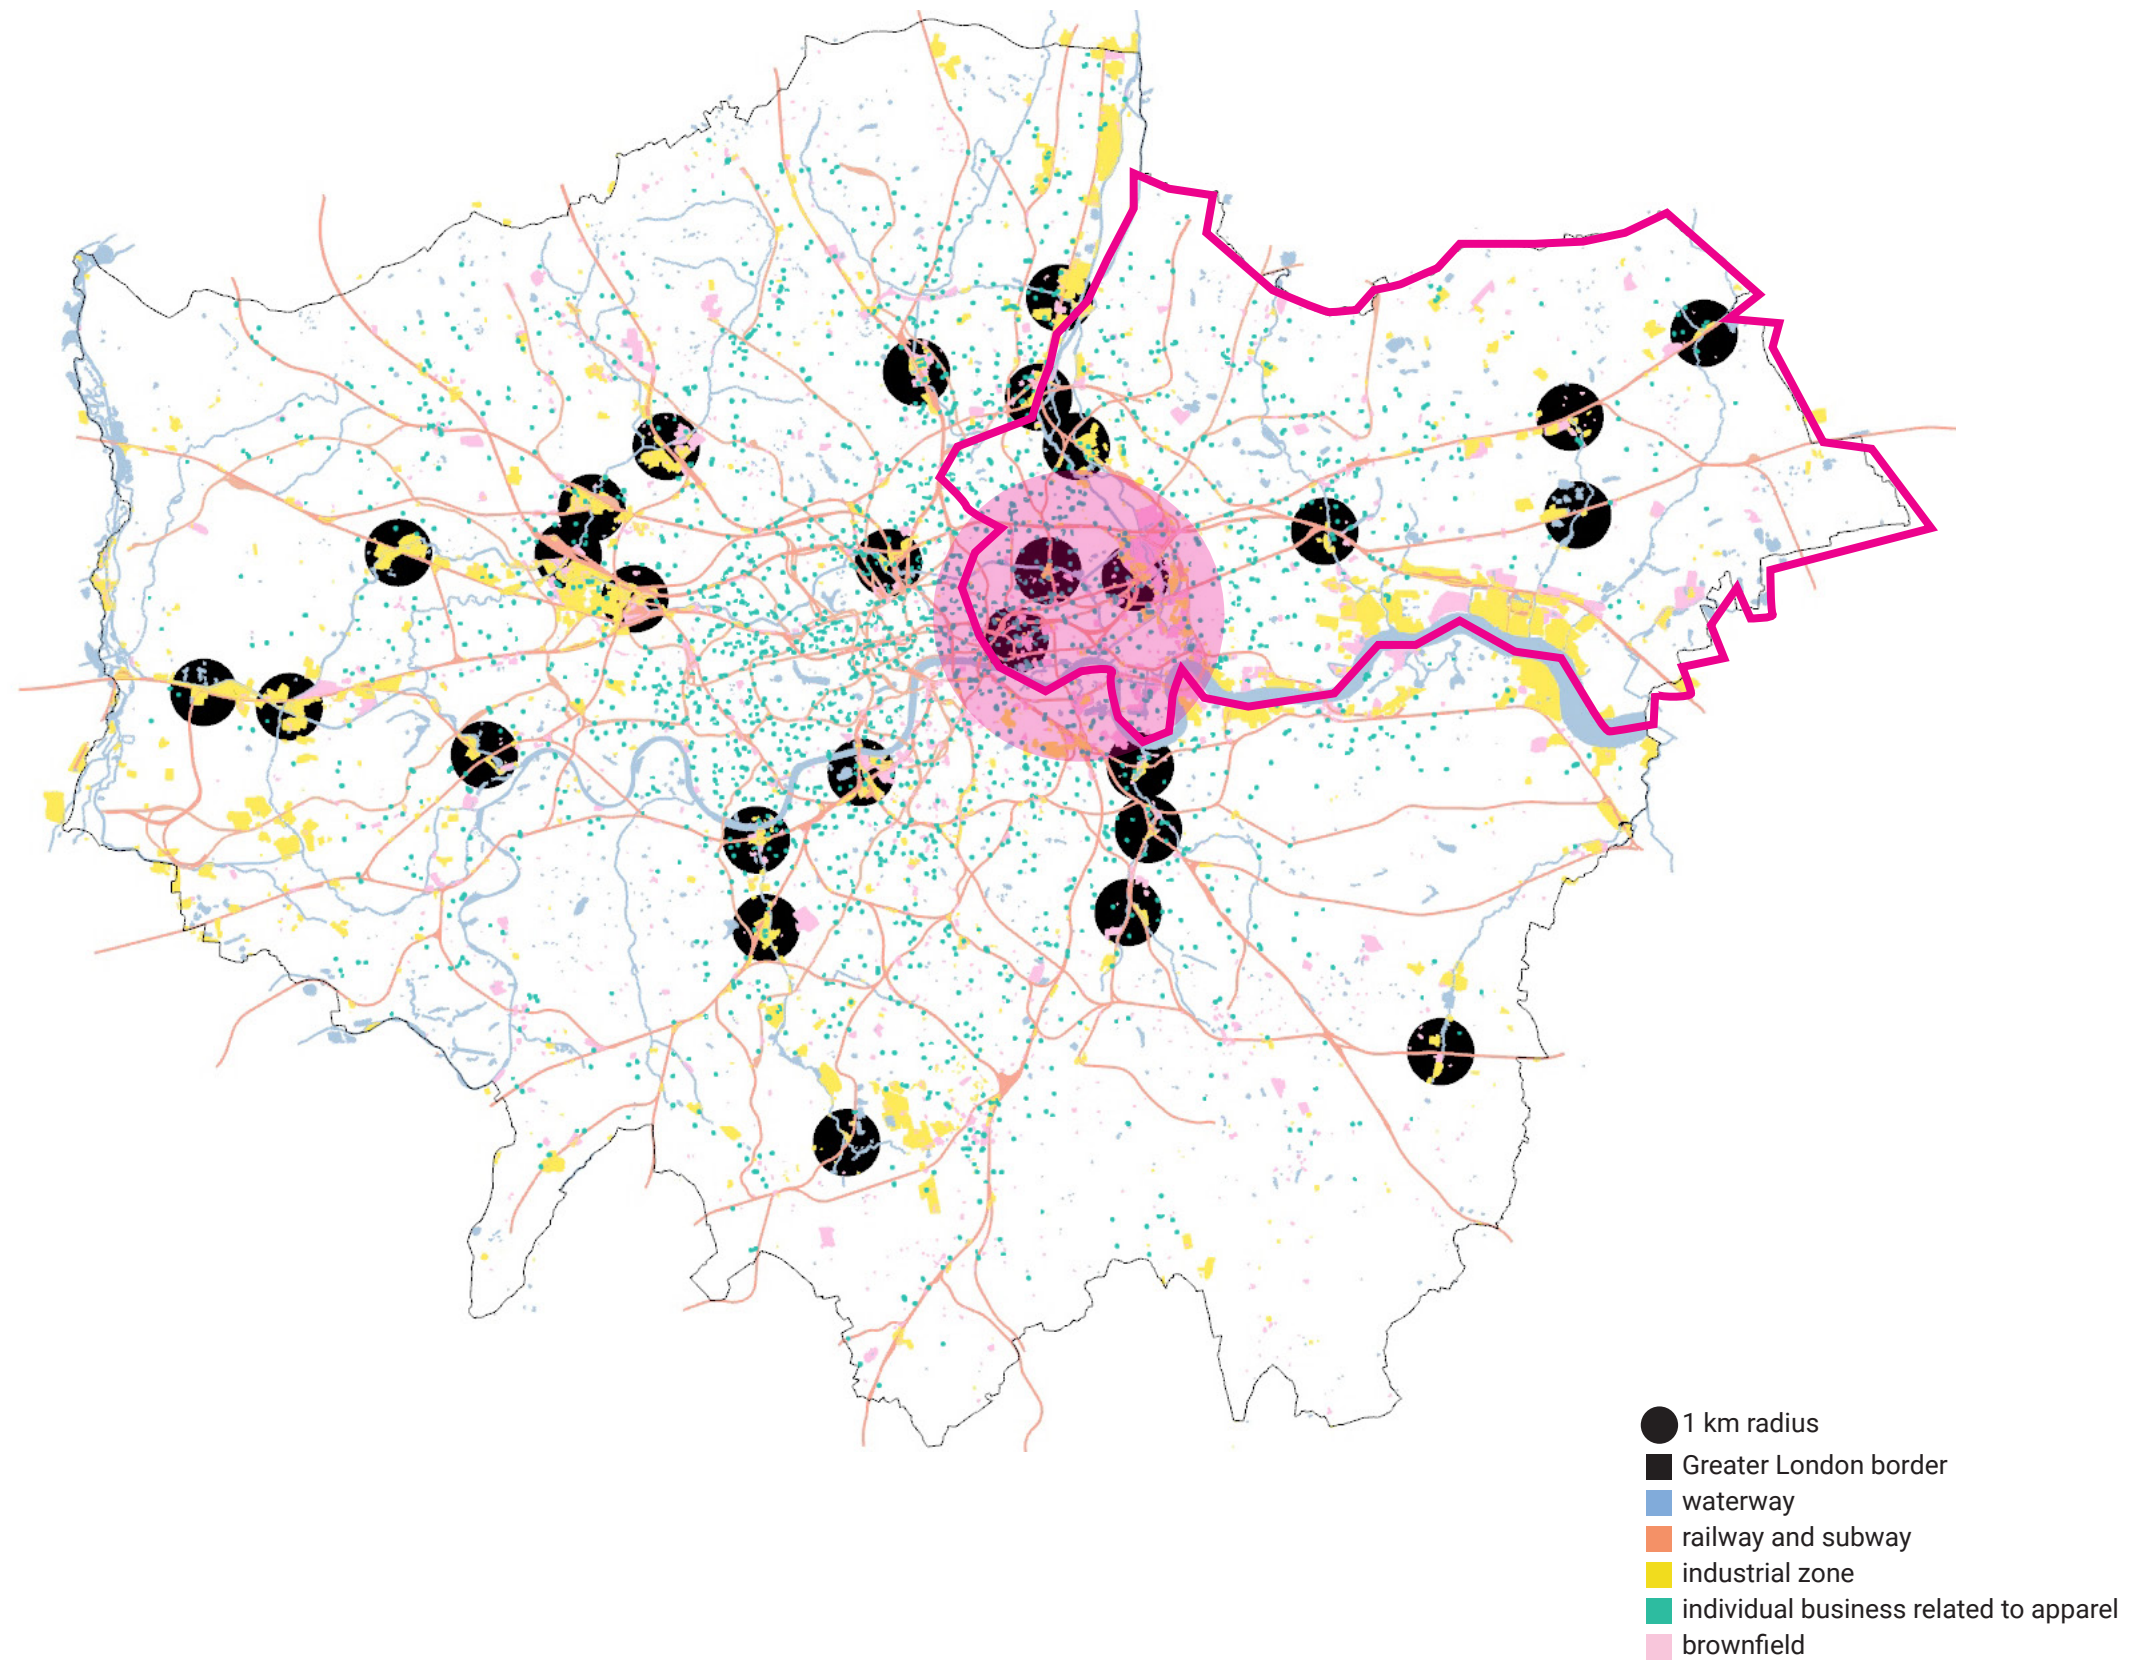 1 km radius
Greater London border
waterway
railway and subway
industrial zone
individual business related to apparel
brownfield